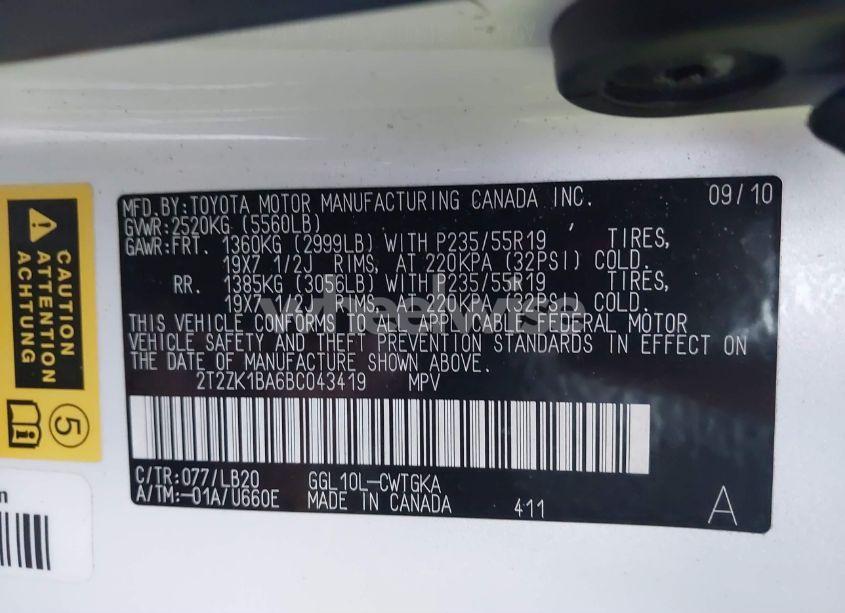 MFD.BY:TOYOTA MOTOR MANUFACTURING CANADA INC. 09/10
GVWR:2520KG (5560LB)
GAWR:FRT. 1360KG (2999LB) WITH P235/55R19 TIRES,
19X7 1/2J RIMS, AT 220KPA (32PSI) COLD.
RR. 1385KG (3056LB) WITH P235/55R19 TIRES,
19X7 1/2J RIMS, AT 220KPA (32PSI) COLD.
THIS VEHICLE CONFORMS TO ALL APPLICABLE FEDERAL MOTOR
VEHICLE SAFETY AND THEFT PREVENTION STANDARDS IN EFFECT ON
THE DATE OF MANUFACTURE SHOWN ABOVE.
2T2ZK1BA6BC043419 MPV
C/TR:077/LB20 GGL10L-CWTGKA
A/TM:-01A/U660E MADE IN CANADA 411 A
CAUTION
ATTENTION
ACHTUNG
5
wheelwise